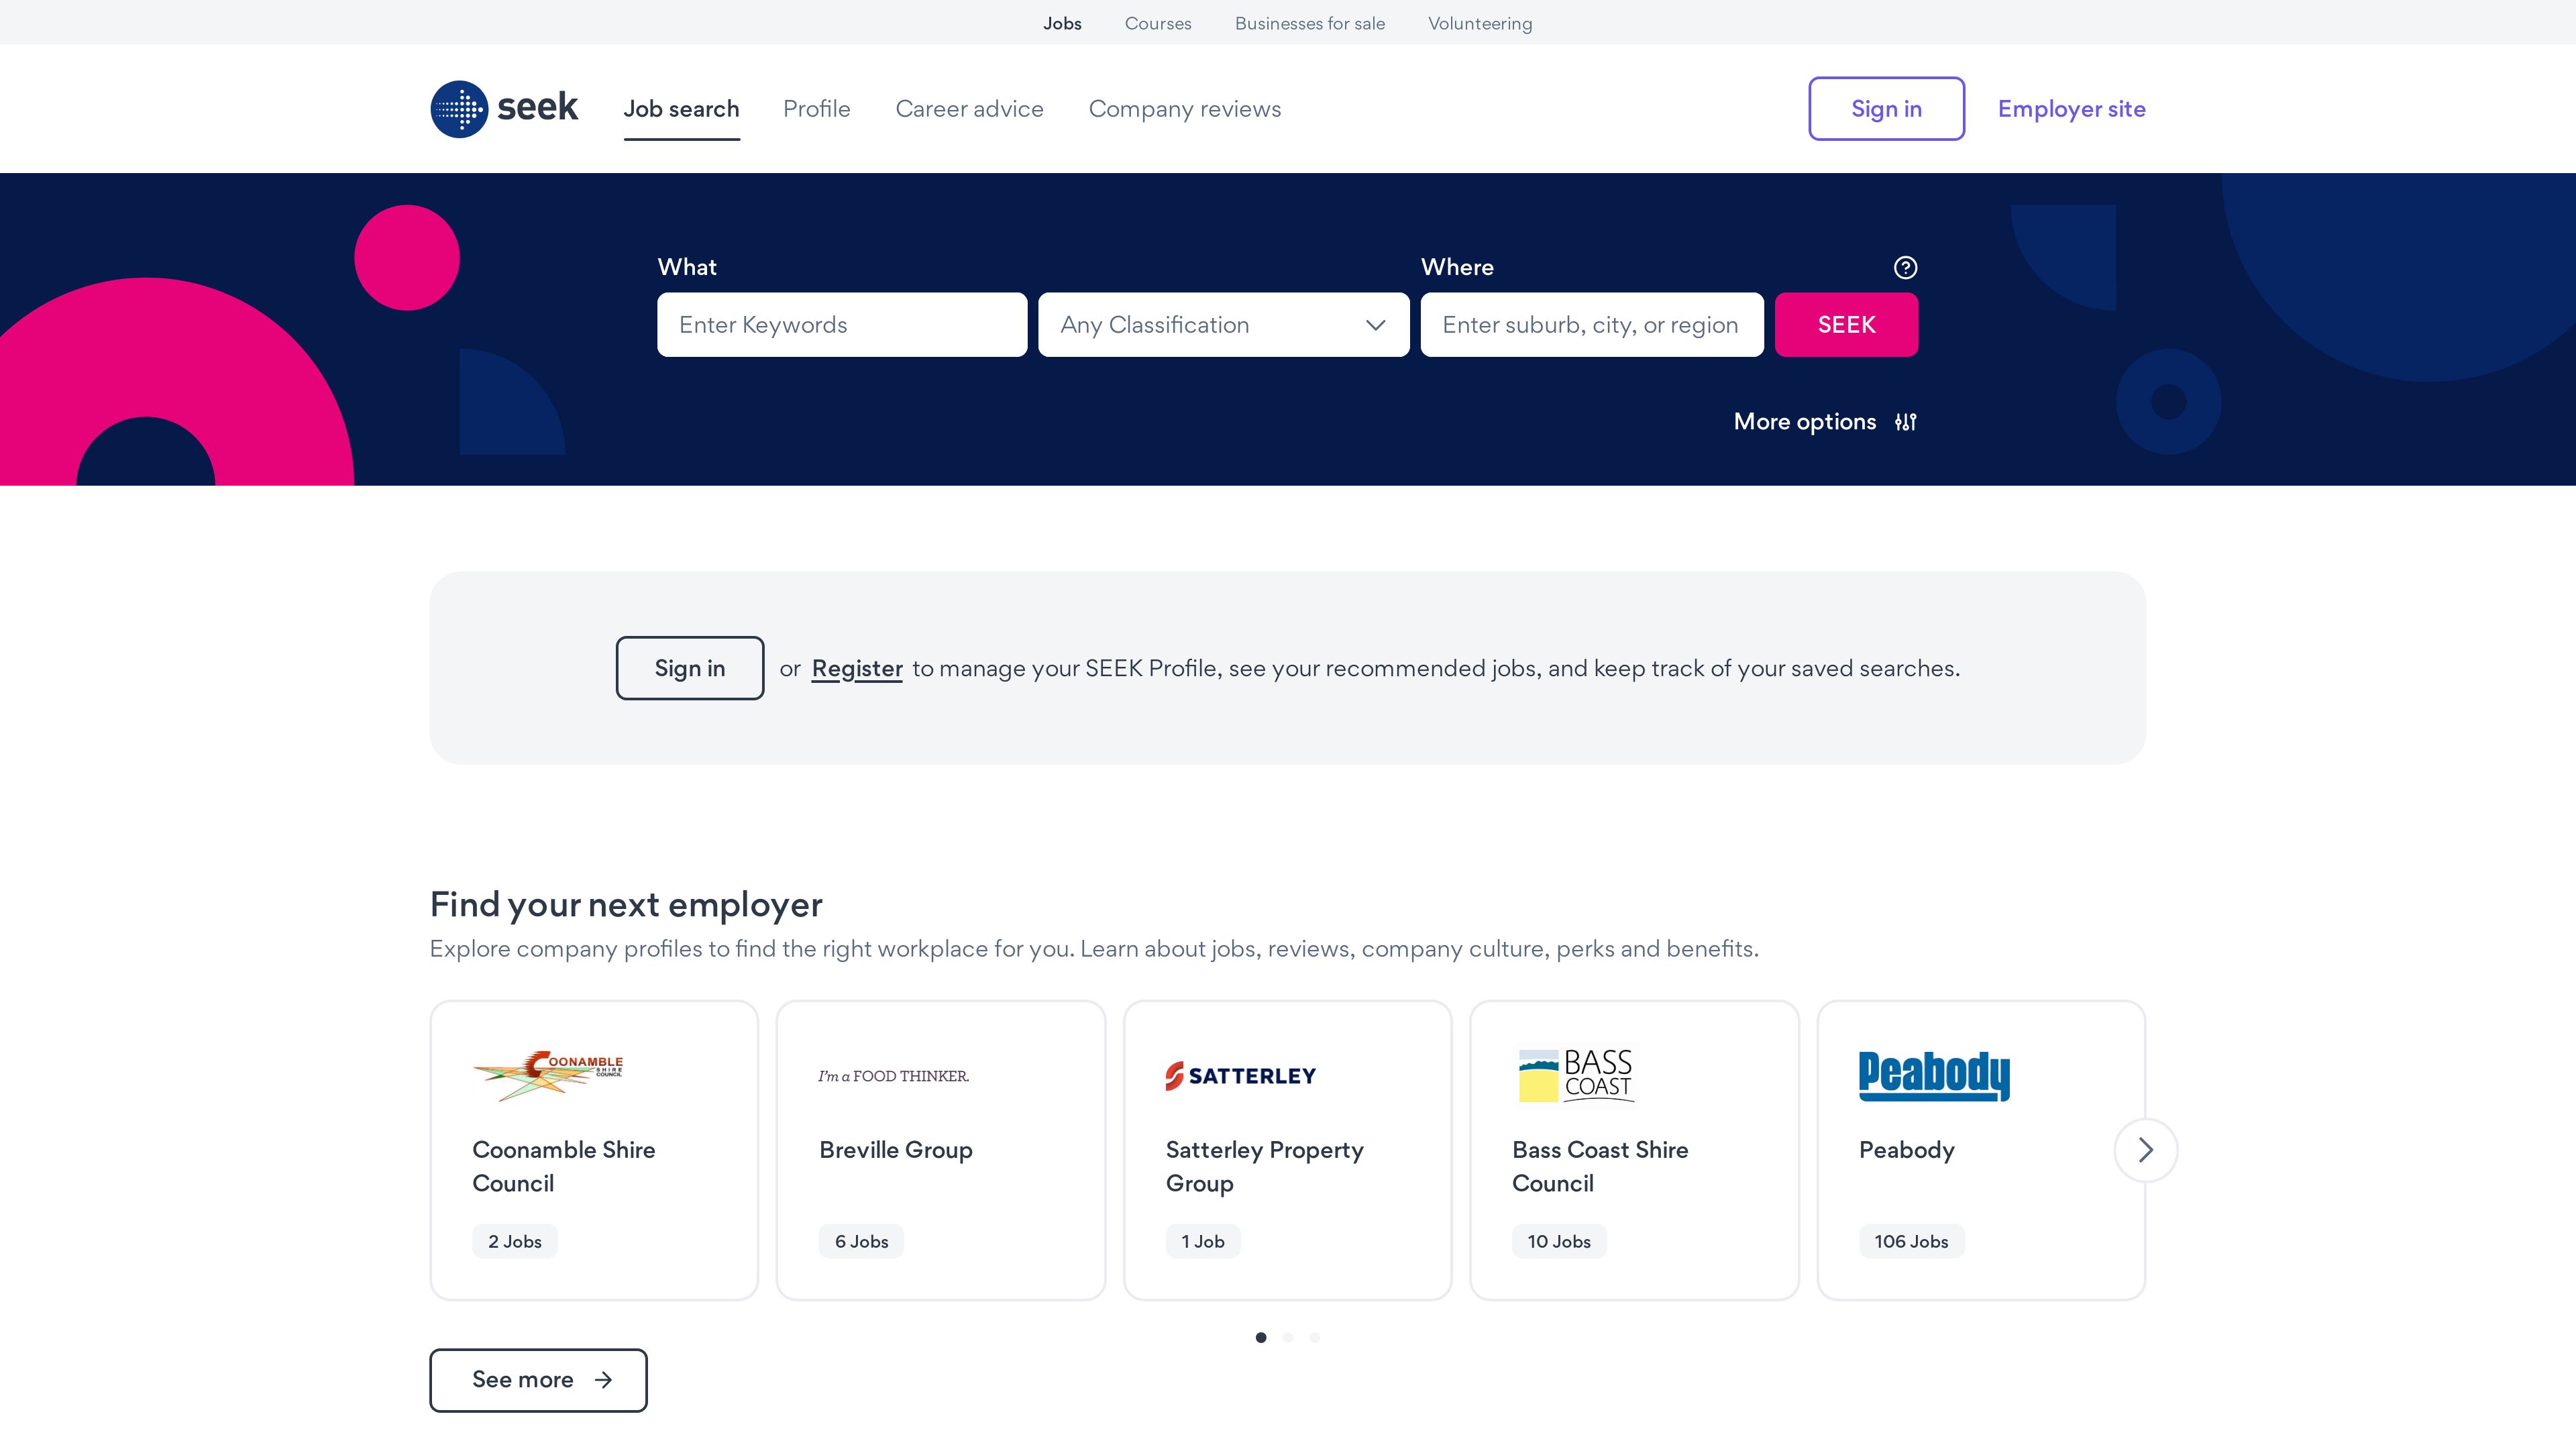 Jobs Courses Businesses for sale Volunteering
seek Job search Profile Career advice Company reviews Sign in Employer site
What Where
Enter Keywords Any Classification Enter suburb, city, or region SEEK
More options
Sign in or Register to manage your SEEK Profile, see your recommended jobs, and keep track of your saved searches.
Find your next employer
Explore company profiles to find the right workplace for you. Learn about jobs, reviews, company culture, perks and benefits.
COONAMBLE
SHIRE
COUNCIL
Coonamble Shire
Council
2 Jobs
I'm a FOOD THINKER.
Breville Group
6 Jobs
SATTERLEY
Satterley Property
Group
1 Job
BASS
COAST
Bass Coast Shire
Council
10 Jobs
Peabody
Peabody
106 Jobs
See more